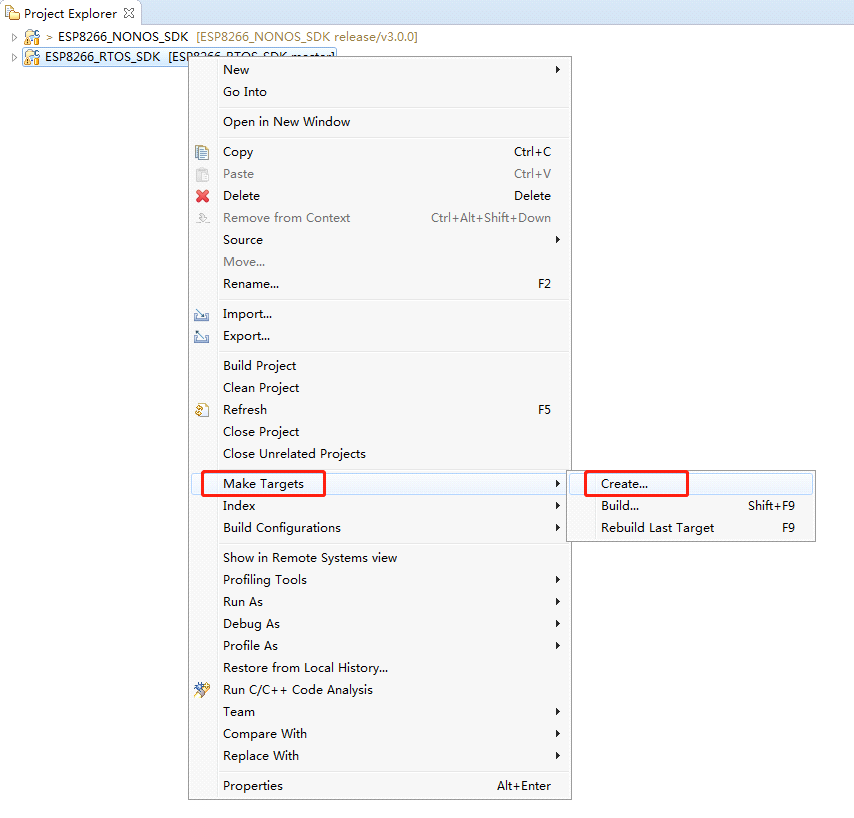 Project Explorer
> ESP8266_NONOS_SDK [ESP8266_NONOS_SDK release/v3.0.0]
ESP8266_RTOS_SDK [ESP8266_RTOS_SDK master]
New
Go Into
Open in New Window
Copy Ctrl+C
Paste Ctrl+V
Delete Delete
Remove from Context Ctrl+Alt+Shift+Down
Source
Move...
Rename... F2
Import...
Export...
Build Project
Clean Project
Refresh F5
Close Project
Close Unrelated Projects
Make Targets
Create...
Index
Build... Shift+F9
Build Configurations
Rebuild Last Target F9
Show in Remote Systems view
Profiling Tools
Run As
Debug As
Profile As
Restore from Local History...
Run C/C++ Code Analysis
Team
Compare With
Replace With
Properties Alt+Enter